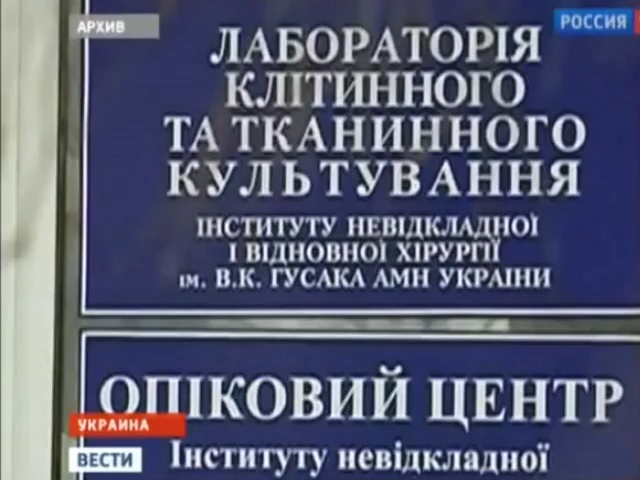 АРХИВ
РОССИЯ
ЛАБОРАТОРІЯ
КЛІТИННОГО
ТА ТКАНИННОГО
КУЛЬТУВАННЯ
ІНСТИТУТУ НЕВІДКЛАДНОЇ
І ВІДНОВНОЇ ХІРУРГІЇ
ІМ. В.К. ГУСАКА АМН УКРАЇНИ
ОПІКОВИЙ ЦЕНТР
УКРАИНА
ВЕСТИ
Інституту невідкладної